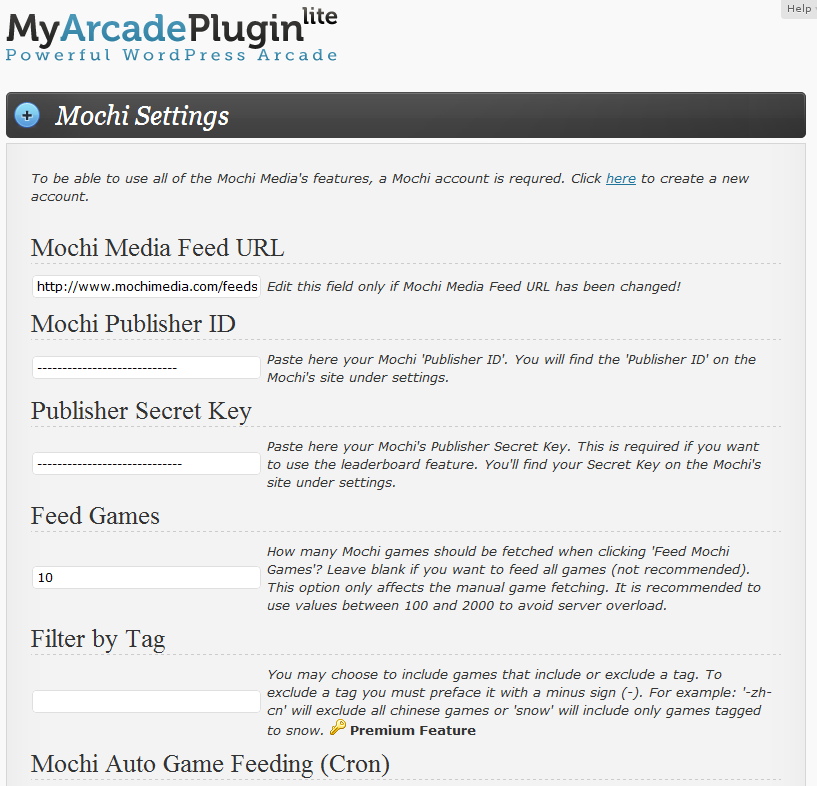 Help
MyArcadePluginlite
Powerful WordPress Arcade
Mochi Settings
To be able to use all of the Mochi Media's features, a Mochi account is requred. Click here to create a new
account.
Mochi Media Feed URL
http://www.mochimedia.com/feeds Edit this field only if Mochi Media Feed URL has been changed!
Mochi Publisher ID
Paste here your Mochi 'Publisher ID'. You will find the 'Publisher ID' on the
----------------------------
Mochi's site under settings.
Publisher Secret Key
Paste here your Mochi's Publisher Secret Key. This is required if you want
----------------------------- to use the leaderboard feature. You'll find your Secret Key on the Mochi's
site under settings.
Feed Games
How many Mochi games should be fetched when clicking 'Feed Mochi
Games'? Leave blank if you want to feed all games (not recommended).
10
This option only affects the manual game fetching. It is recommended to
use values between 100 and 2000 to avoid server overload.
Filter by Tag
You may choose to include games that include or exclude a tag. To
exclude a tag you must preface it with a minus sign (-). For example: '-zh-
cn' will exclude all chinese games or 'snow' will include only games tagged
to snow. Premium Feature
Mochi Auto Game Feeding (Cron)